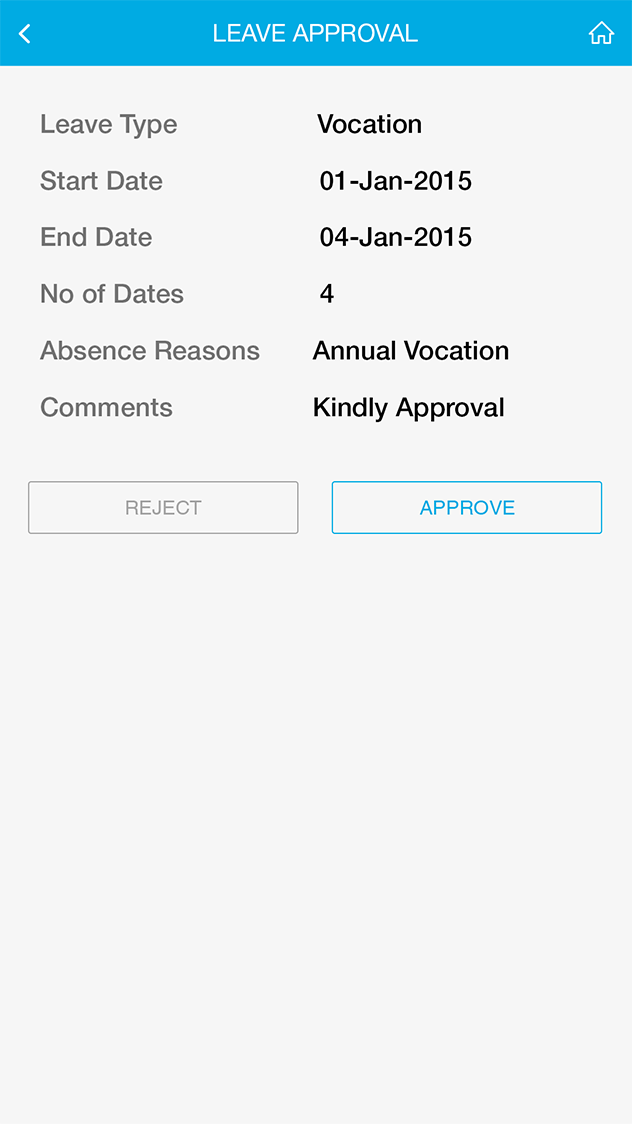 LEAVE APPROVAL
Leave Type Vocation
Start Date 01-Jan-2015
End Date 04-Jan-2015
No of Dates 4
Absence Reasons Annual Vocation
Comments Kindly Approval
REJECT APPROVE